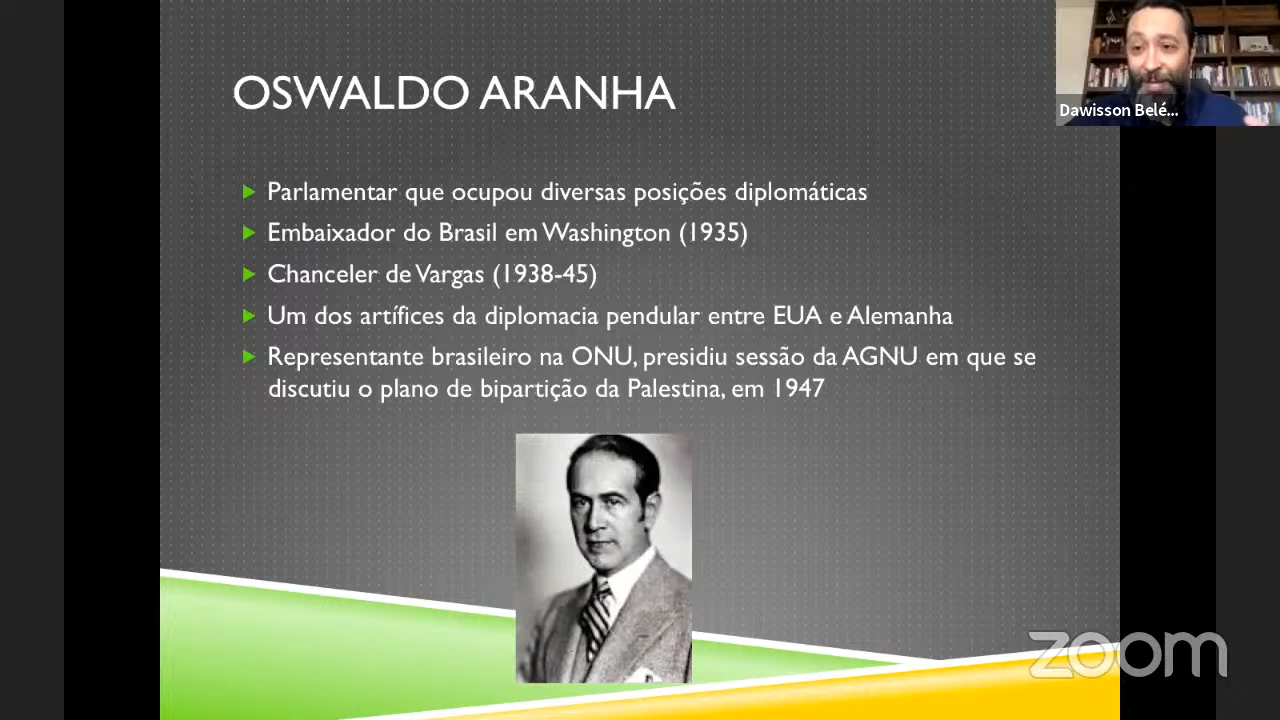 OSWALDO ARANHA
Parlamentar que ocupou diversas posições diplomáticas
Embaixador do Brasil em Washington (1935)
Chanceler de Vargas (1938-45)
Um dos artífices da diplomacia pendular entre EUA e Alemanha
Representante brasileiro na ONU, presidiu sessão da AGNU em que se
discutiu o plano de bipartição da Palestina, em 1947
Dawisson Belé...
zoom